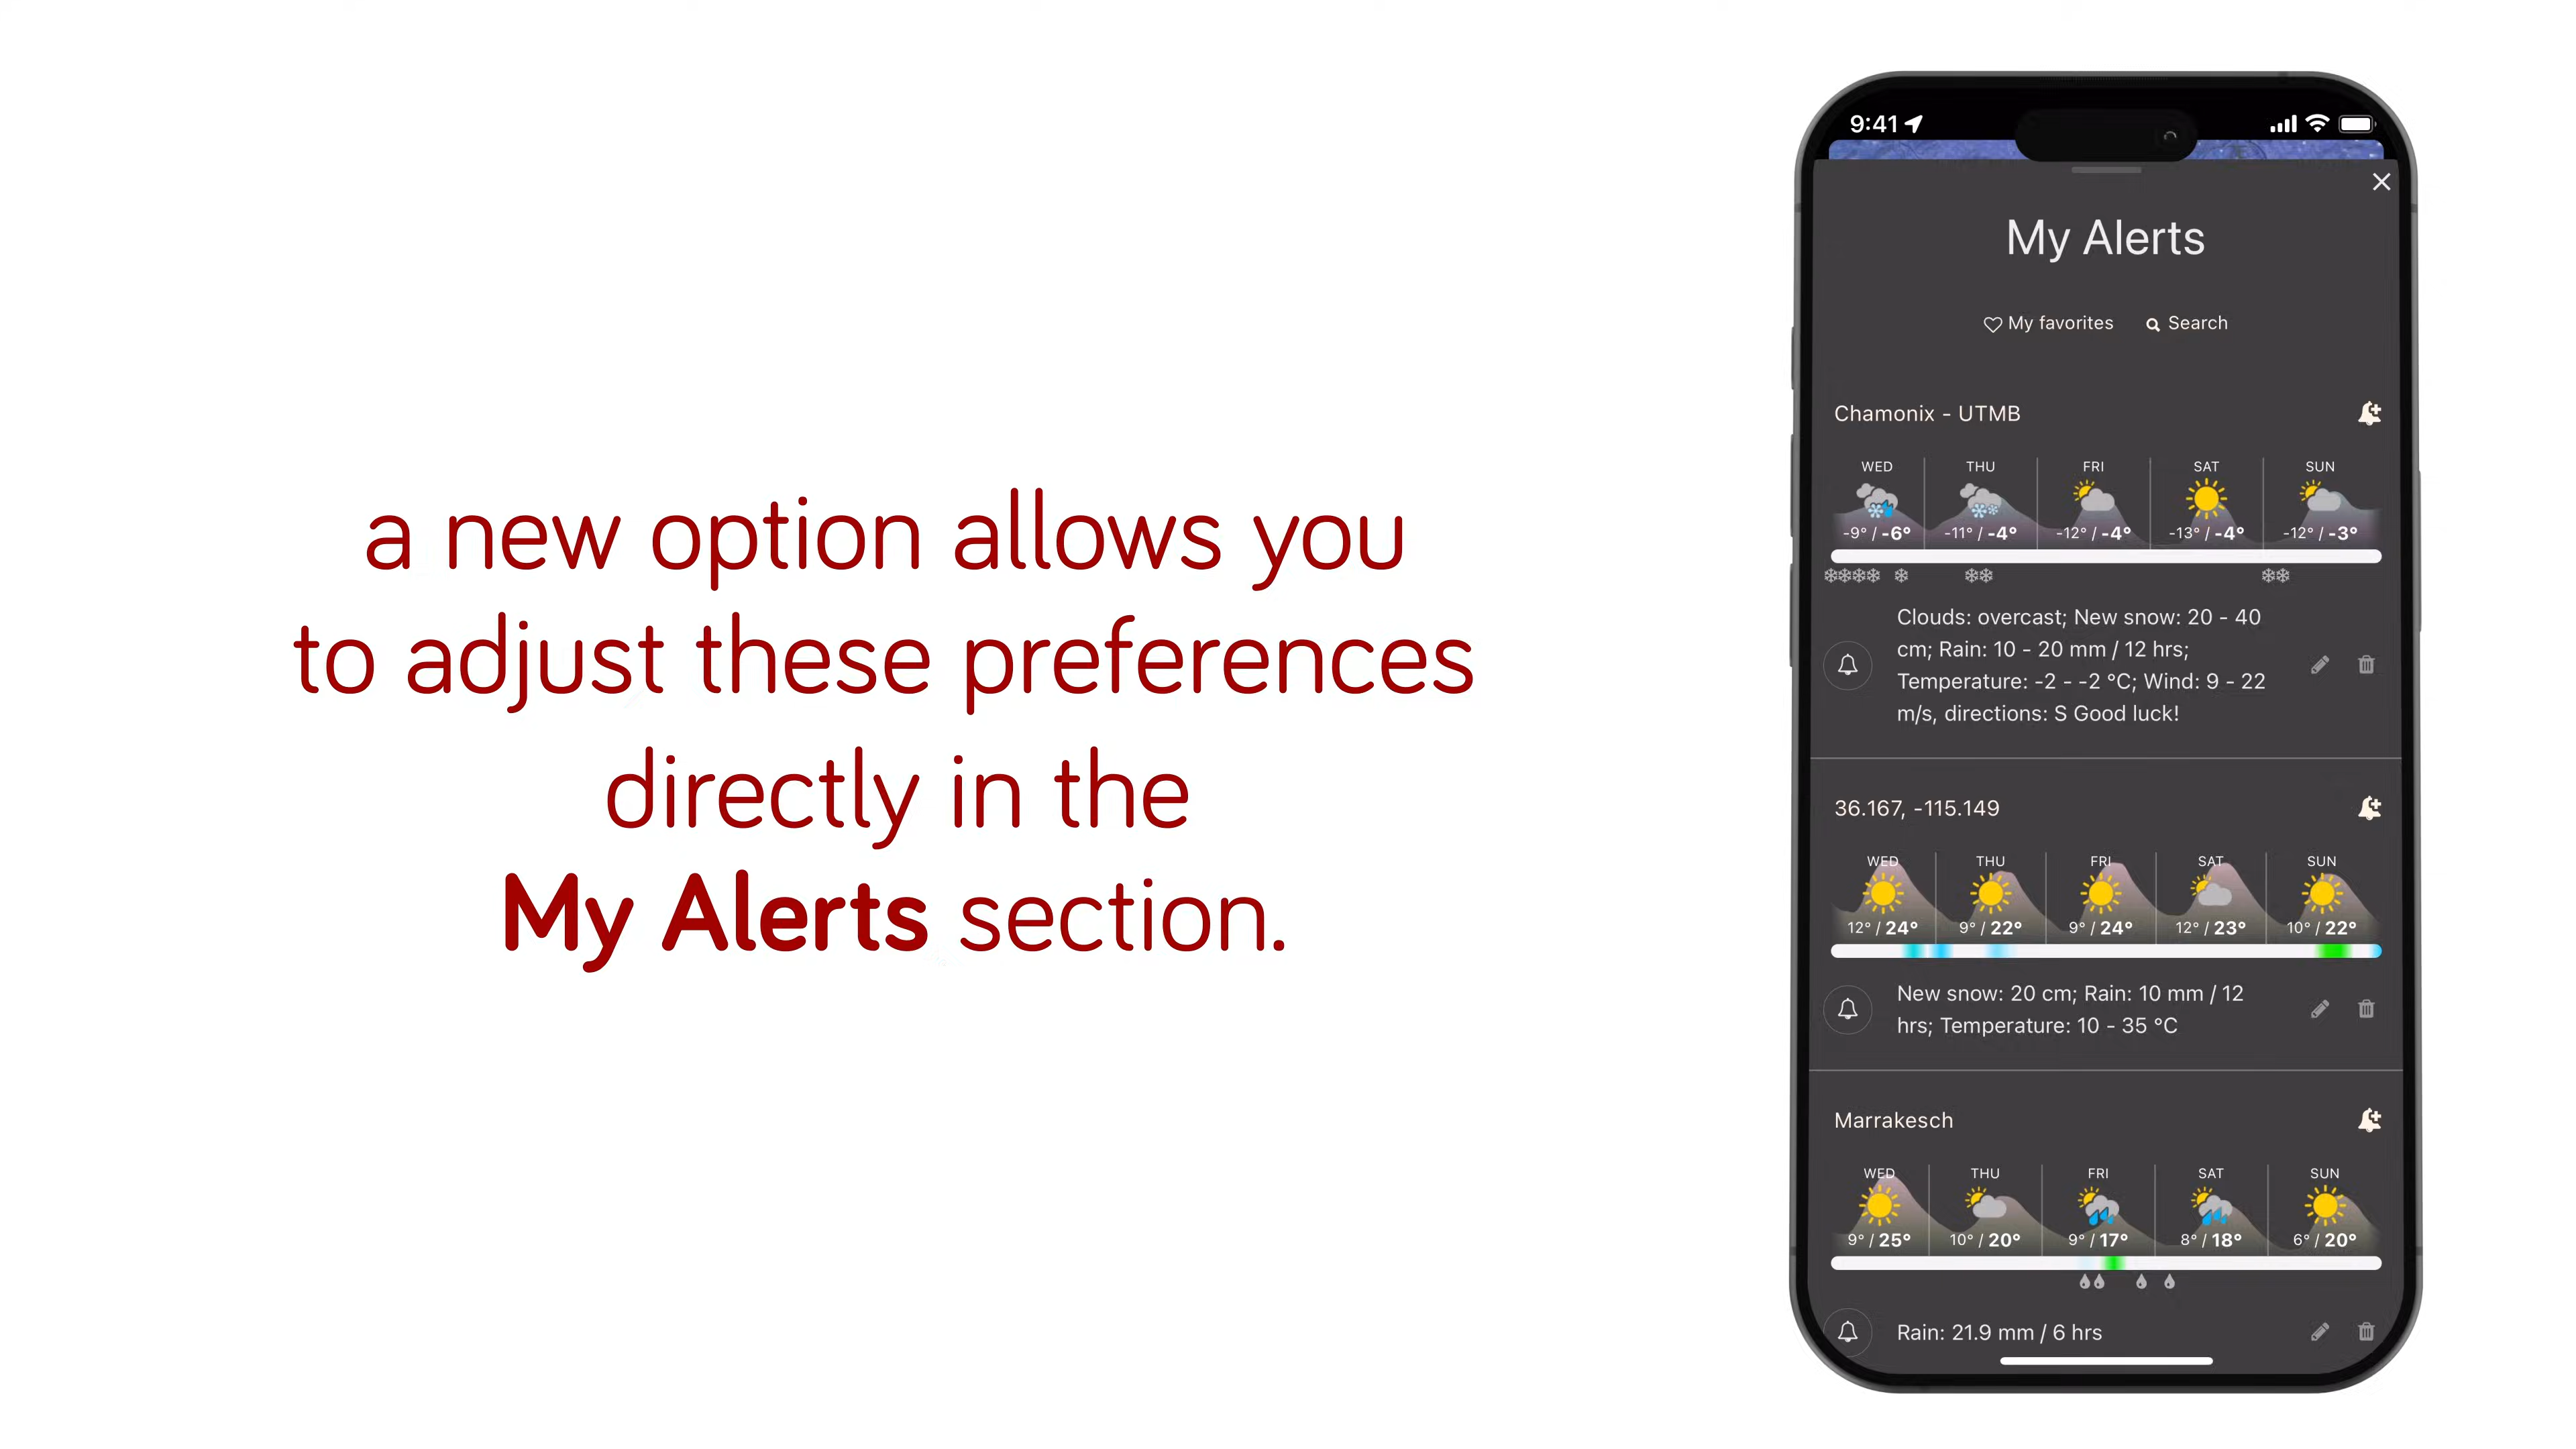 a new option allows you
to adjust these preferences
directly in the
My Alerts section.
9:41
My Alerts
My favorites Search
Chamonix - UTMB
WED THU FRI SAT SUN
-9° / -6° -11° / -4° -12° / -4° -13° / -4° -12° / -3°
Clouds: overcast; New snow: 20 - 40
cm; Rain: 10 - 20 mm / 12 hrs;
Temperature: -2 - -2 °C; Wind: 9 - 22
m/s, directions: S Good luck!
36.167, -115.149
WED THU FRI SAT SUN
12° / 24° 9° / 22° 9° / 24° 12° / 23° 10° / 22°
New snow: 20 cm; Rain: 10 mm / 12
hrs; Temperature: 10 - 35 °C
Marrakesch
WED THU FRI SAT SUN
9° / 25° 10° / 20° 9° / 17° 8° / 18° 6° / 20°
Rain: 21.9 mm / 6 hrs